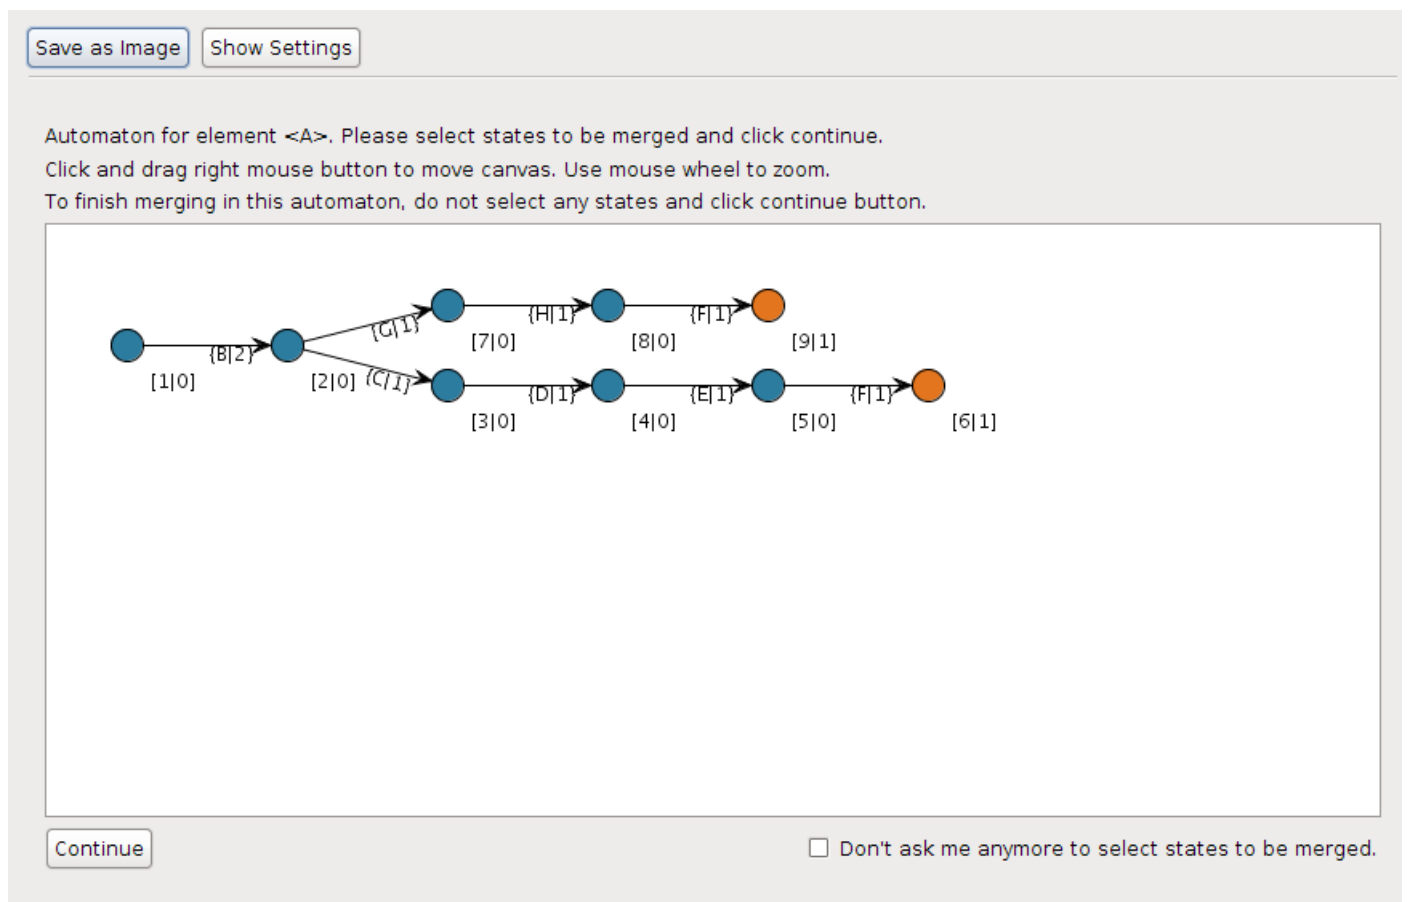 Save as Image Show Settings
Automaton for element <A>. Please select states to be merged and click continue.
Click and drag right mouse button to move canvas. Use mouse wheel to zoom.
To finish merging in this automaton, do not select any states and click continue button.
{G|1} {H|1} {F|1}
[7|0] [8|0] [9|1]
{B|2}
[1|0] [2|0] {C|1} {D|1} {E|1} {F|1}
[3|0] [4|0] [5|0] [6|1]
Continue Don't ask me anymore to select states to be merged.